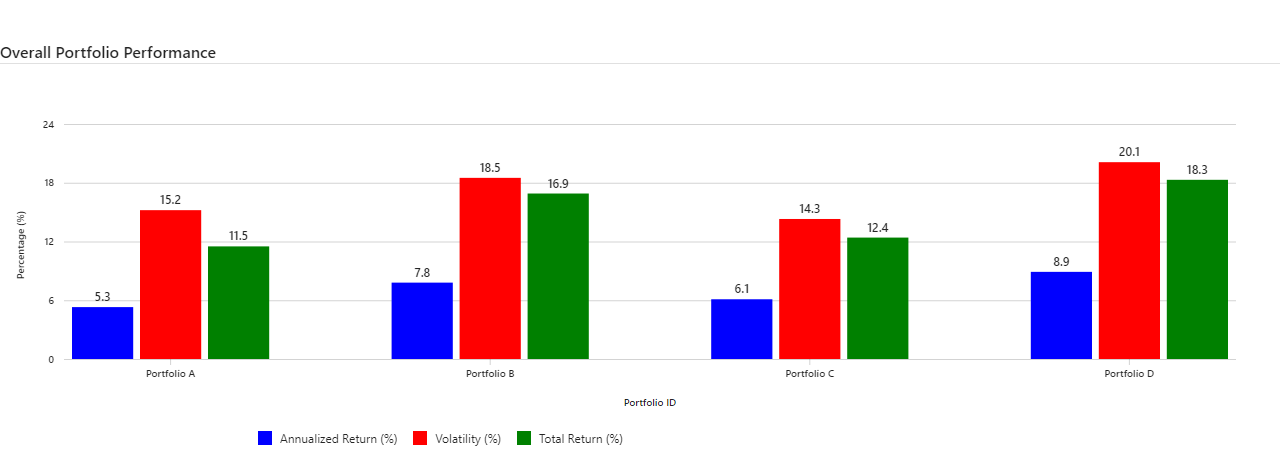 Overall Portfolio Performance
24
18
12
6
0
Percentage (%)
5.3
15.2
11.5
7.8
18.5
16.9
6.1
14.3
12.4
8.9
20.1
18.3
Portfolio A
Portfolio B
Portfolio C
Portfolio D
Portfolio ID
Annualized Return (%)
Volatility (%)
Total Return (%)